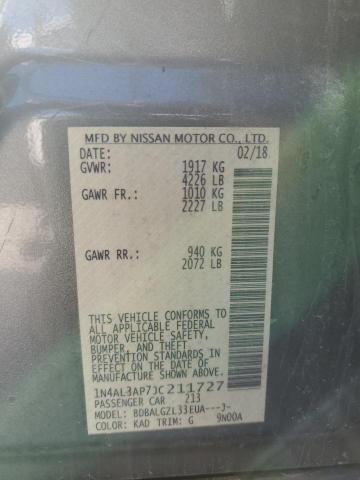 MFD BY NISSAN MOTOR CO., LTD.
DATE: 02/18
GVWR: 1917 KG
4226 LB
GAWR FR.: 1010 KG
2227 LB
GAWR RR.: 940 KG
2072 LB
THIS VEHICLE CONFORMS TO
ALL APPLICABLE FEDERAL
MOTOR VEHICLE SAFETY,
BUMPER, AND THEFT
PREVENTION STANDARDS IN
EFFECT ON THE DATE OF
MANUFACTURE SHOWN ABOVE.
1N4AL3AP7JC211727
PASSENGER CAR 213
MODEL: BDBALGZL33EUA---J-
COLOR: KAD TRIM: G 9N00A